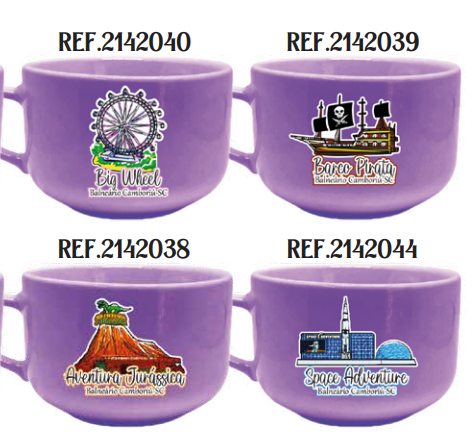 REF.2142040
REF.2142039
Big Wheel
Balneário Camboriú-SC
Barco Pirata
Balneário Camboriú-SC
REF.2142038
REF.2142044
Aventura Jurássica
Balneário Camboriú-SC
Space Adventure
Balneário Camboriú-SC